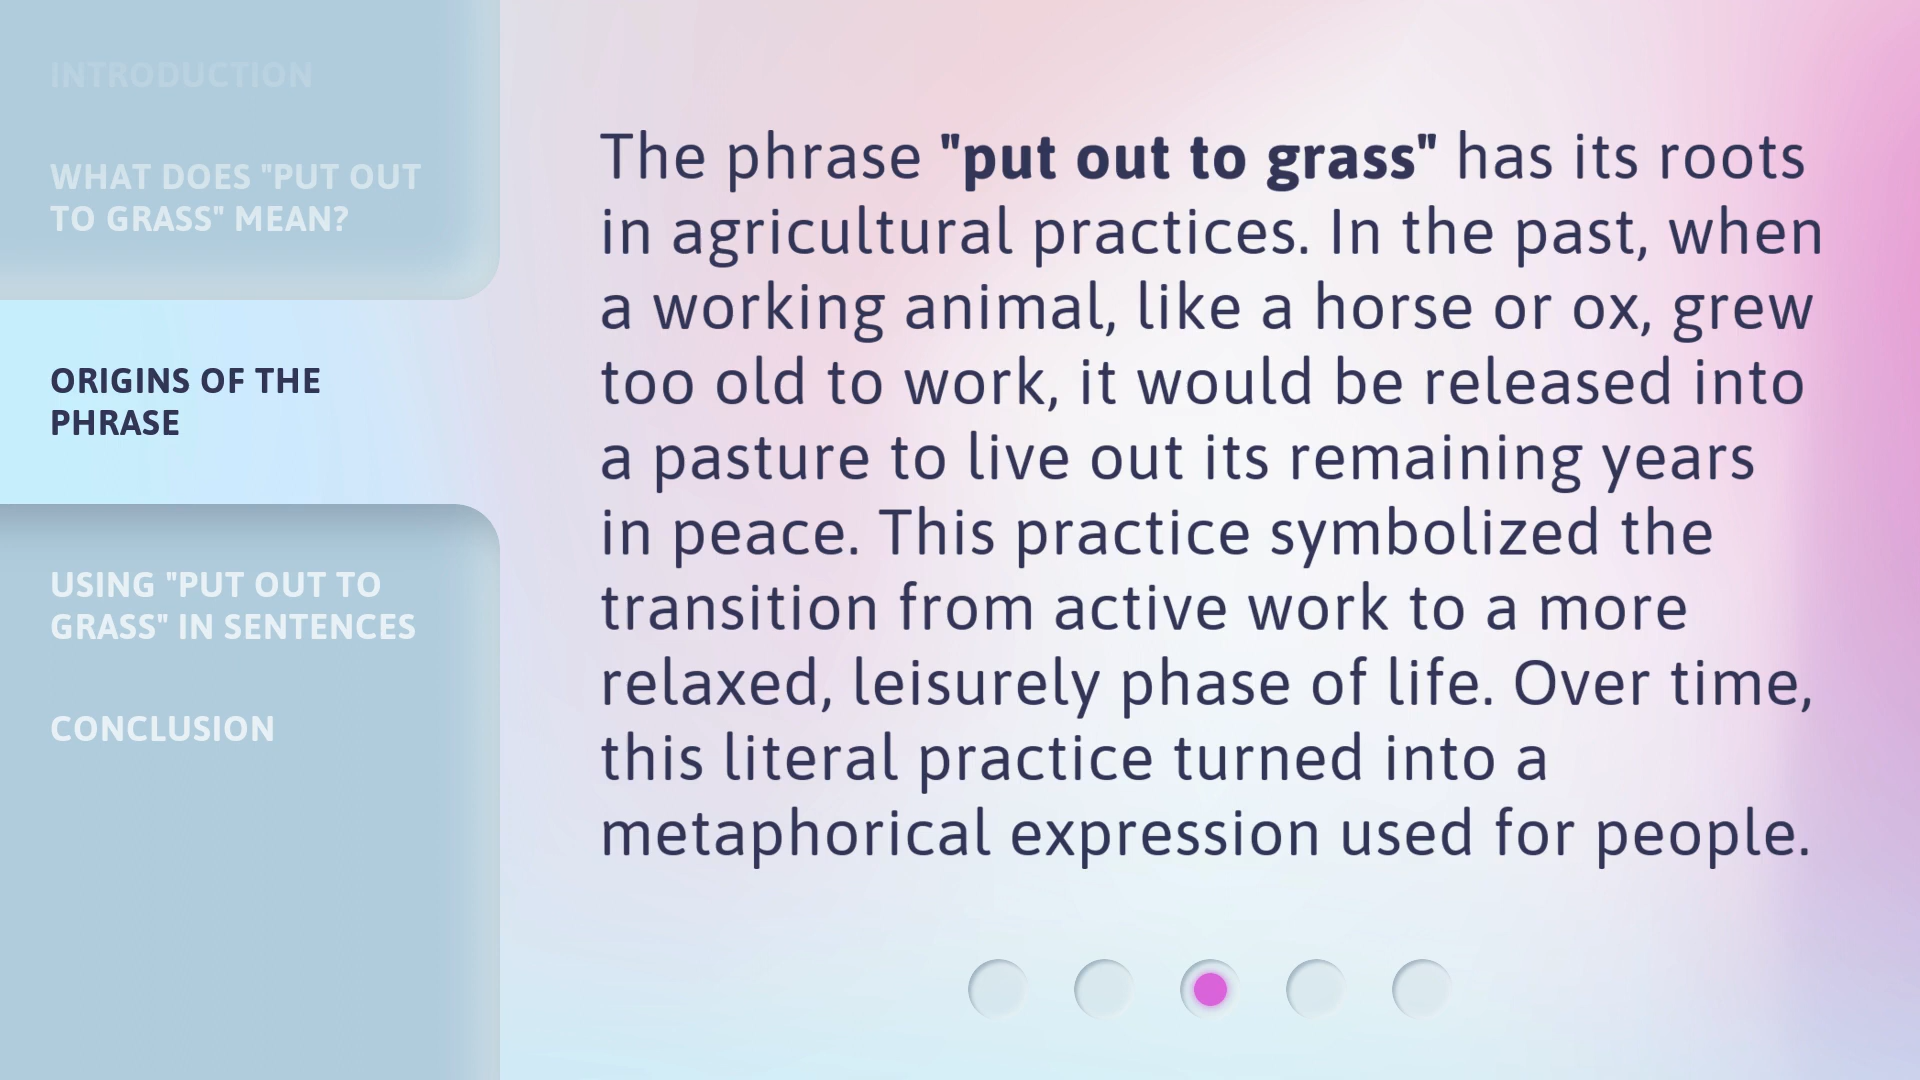 INTRODUCTION
WHAT DOES "PUT OUT
TO GRASS" MEAN?
ORIGINS OF THE
PHRASE
USING "PUT OUT TO
GRASS" IN SENTENCES
CONCLUSION
The phrase "put out to grass" has its roots
in agricultural practices. In the past, when
a working animal, like a horse or ox, grew
too old to work, it would be released into
a pasture to live out its remaining years
in peace. This practice symbolized the
transition from active work to a more
relaxed, leisurely phase of life. Over time,
this literal practice turned into a
metaphorical expression used for people.